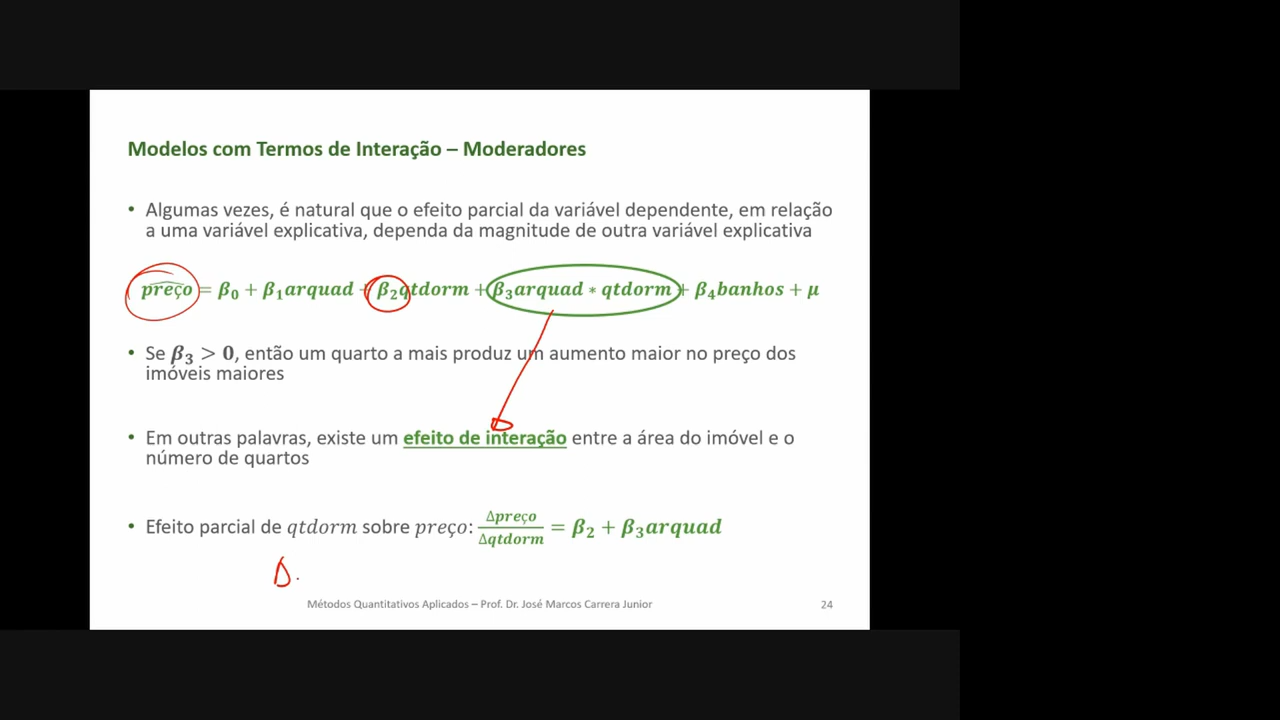 Modelos com Termos de Interação – Moderadores
• Algumas vezes, é natural que o efeito parcial da variável dependente, em relação
a uma variável explicativa, dependa da magnitude de outra variável explicativa
preçô = β₀ + β₁arquad + β₂qtdorm + β₃arquad * qtdorm + β₄banhos + μ
• Se β₃ > 0, então um quarto a mais produz um aumento maior no preço dos
imóveis maiores
• Em outras palavras, existe um efeito de interação entre a área do imóvel e o
número de quartos
• Efeito parcial de qtdorm sobre preço: Δpreço/Δqtdorm = β₂ + β₃arquad
Métodos Quantitativos Aplicados – Prof. Dr. José Marcos Carrera Junior 24